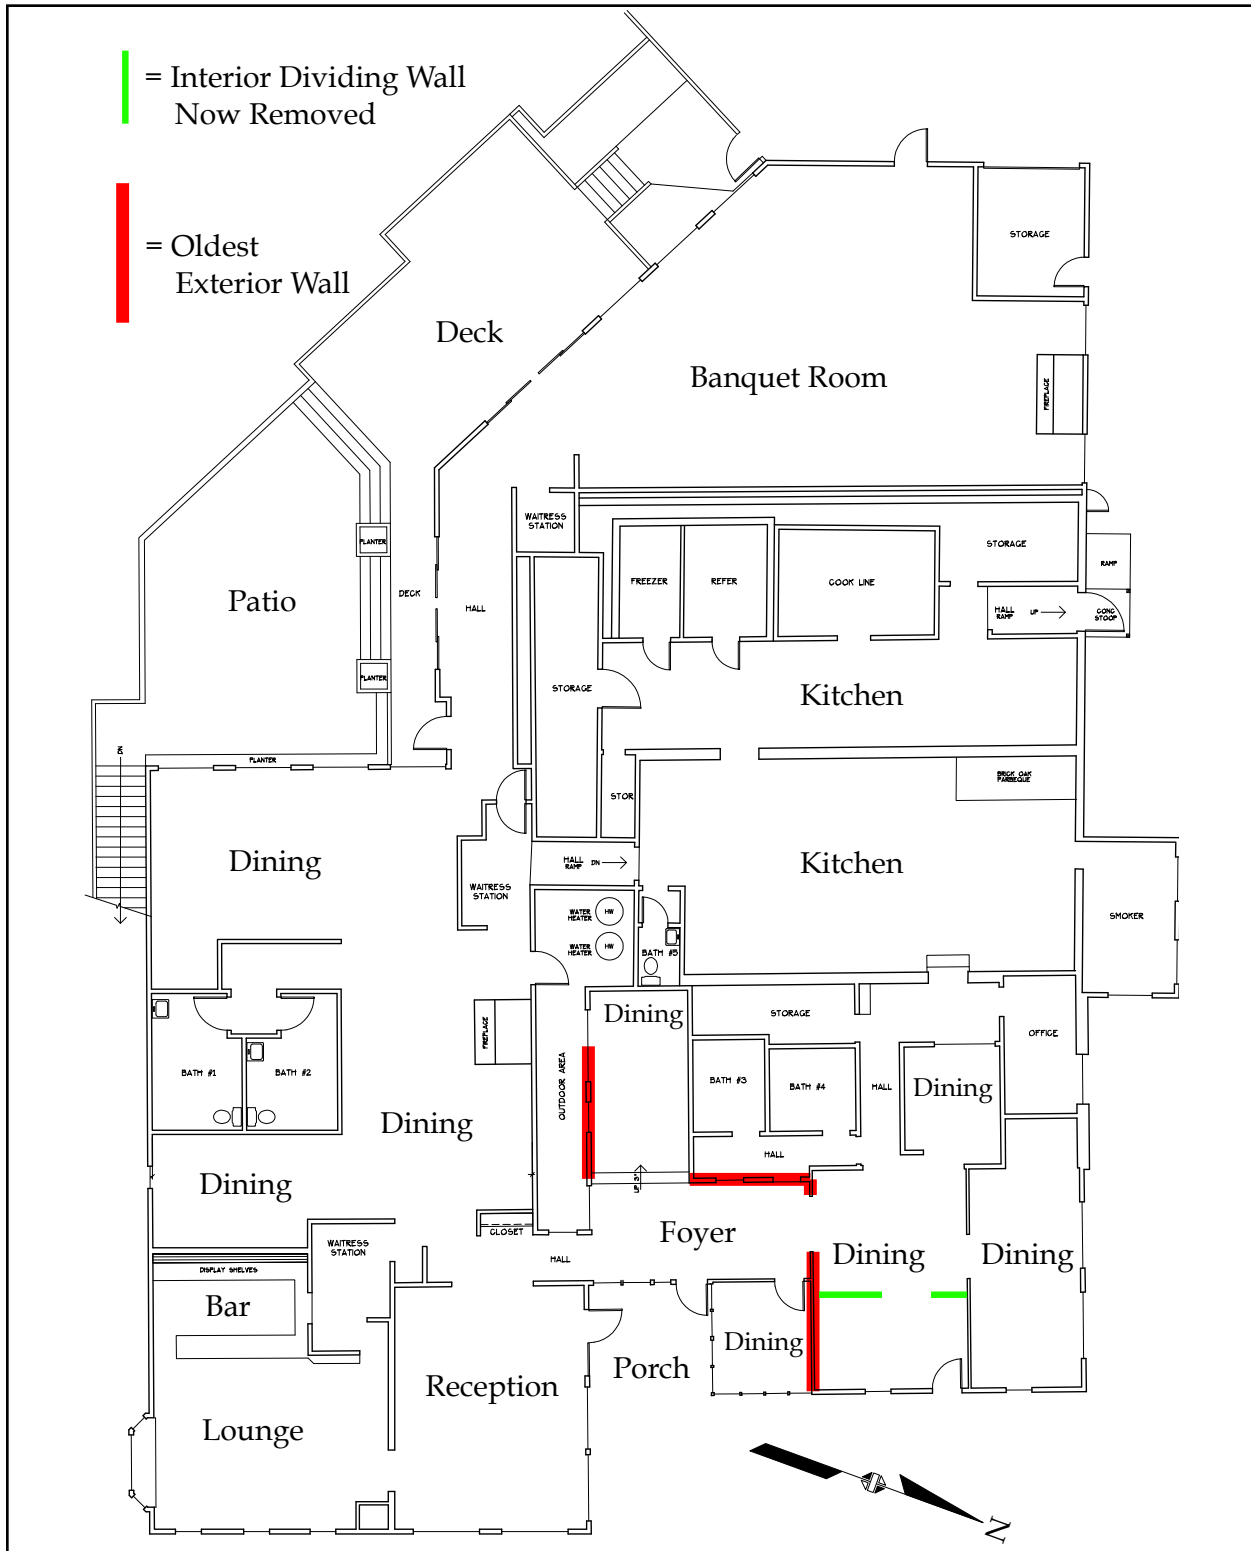 = Interior Dividing Wall
Now Removed
= Oldest
Exterior Wall
STORAGE
Deck
Banquet Room
FIREPLACE
WAITRESS
STATION
STORAGE
FREEZER
REFER
COOK LINE
RAMP
PLANTER
DECK
HALL
Patio
HALL
RAMP
UP
CONC
STOOP
PLANTER
STORAGE
Kitchen
DN
PLANTER
BRICK OAK
BARBEQUE
STOR
Dining
HALL
RAMP
DN
Kitchen
WAITRESS
STATION
WATER
HEATER
HW
WATER
HEATER
HW
BATH #5
SMOKER
Dining
STORAGE
OFFICE
FIREPLACE
OUTDOOR AREA
BATH #1
BATH #2
BATH #3
BATH #4
HALL
Dining
Dining
HALL
Dining
UP 3"
CLOSET
Foyer
WAITRESS
STATION
HALL
Dining
Dining
DISPLAY SHELVES
Bar
Dining
Porch
Reception
Lounge
N